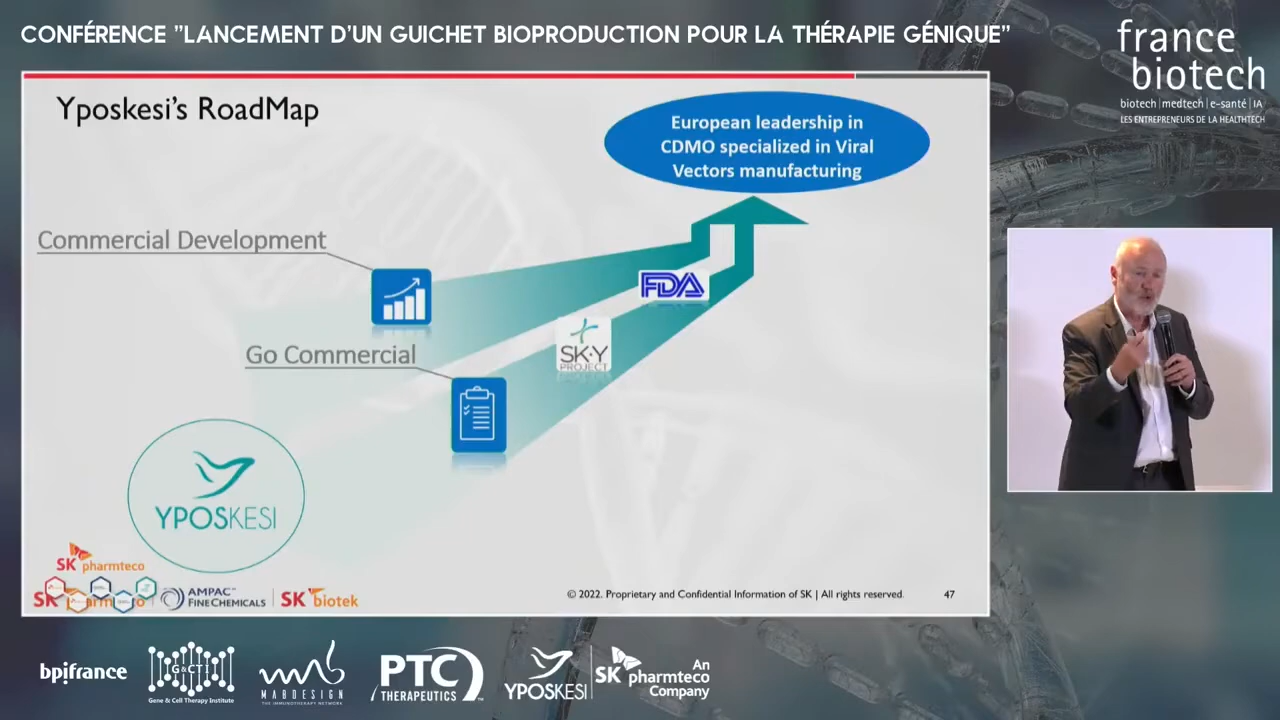 CONFÉRENCE "LANCEMENT D'UN GUICHET BIOPRODUCTION POUR LA THÉRAPIE GÉNIQUE"
france
biotech
biotech | medtech | e-santé | IA
LES ENTREPRENEURS DE LA HEALTHTECH
Yposkesi's RoadMap
European leadership in
CDMO specialized in Viral
Vectors manufacturing
Commercial Development
FDA
Go Commercial
SK·Y
PROJECT
YPOSKESI
SK pharmteco
SK
AMPAC™
FINE CHEMICALS
SK biotek
© 2022. Proprietary and Confidential Information of SK | All rights reserved.
47
bpifrance
G&CTI
Gene & Cell Therapy Institute
MABDESIGN
THE IMMUNOTHERAPY NETWORK
PTC
THERAPEUTICS
YPOSKESI
SK pharmteco
An
Company